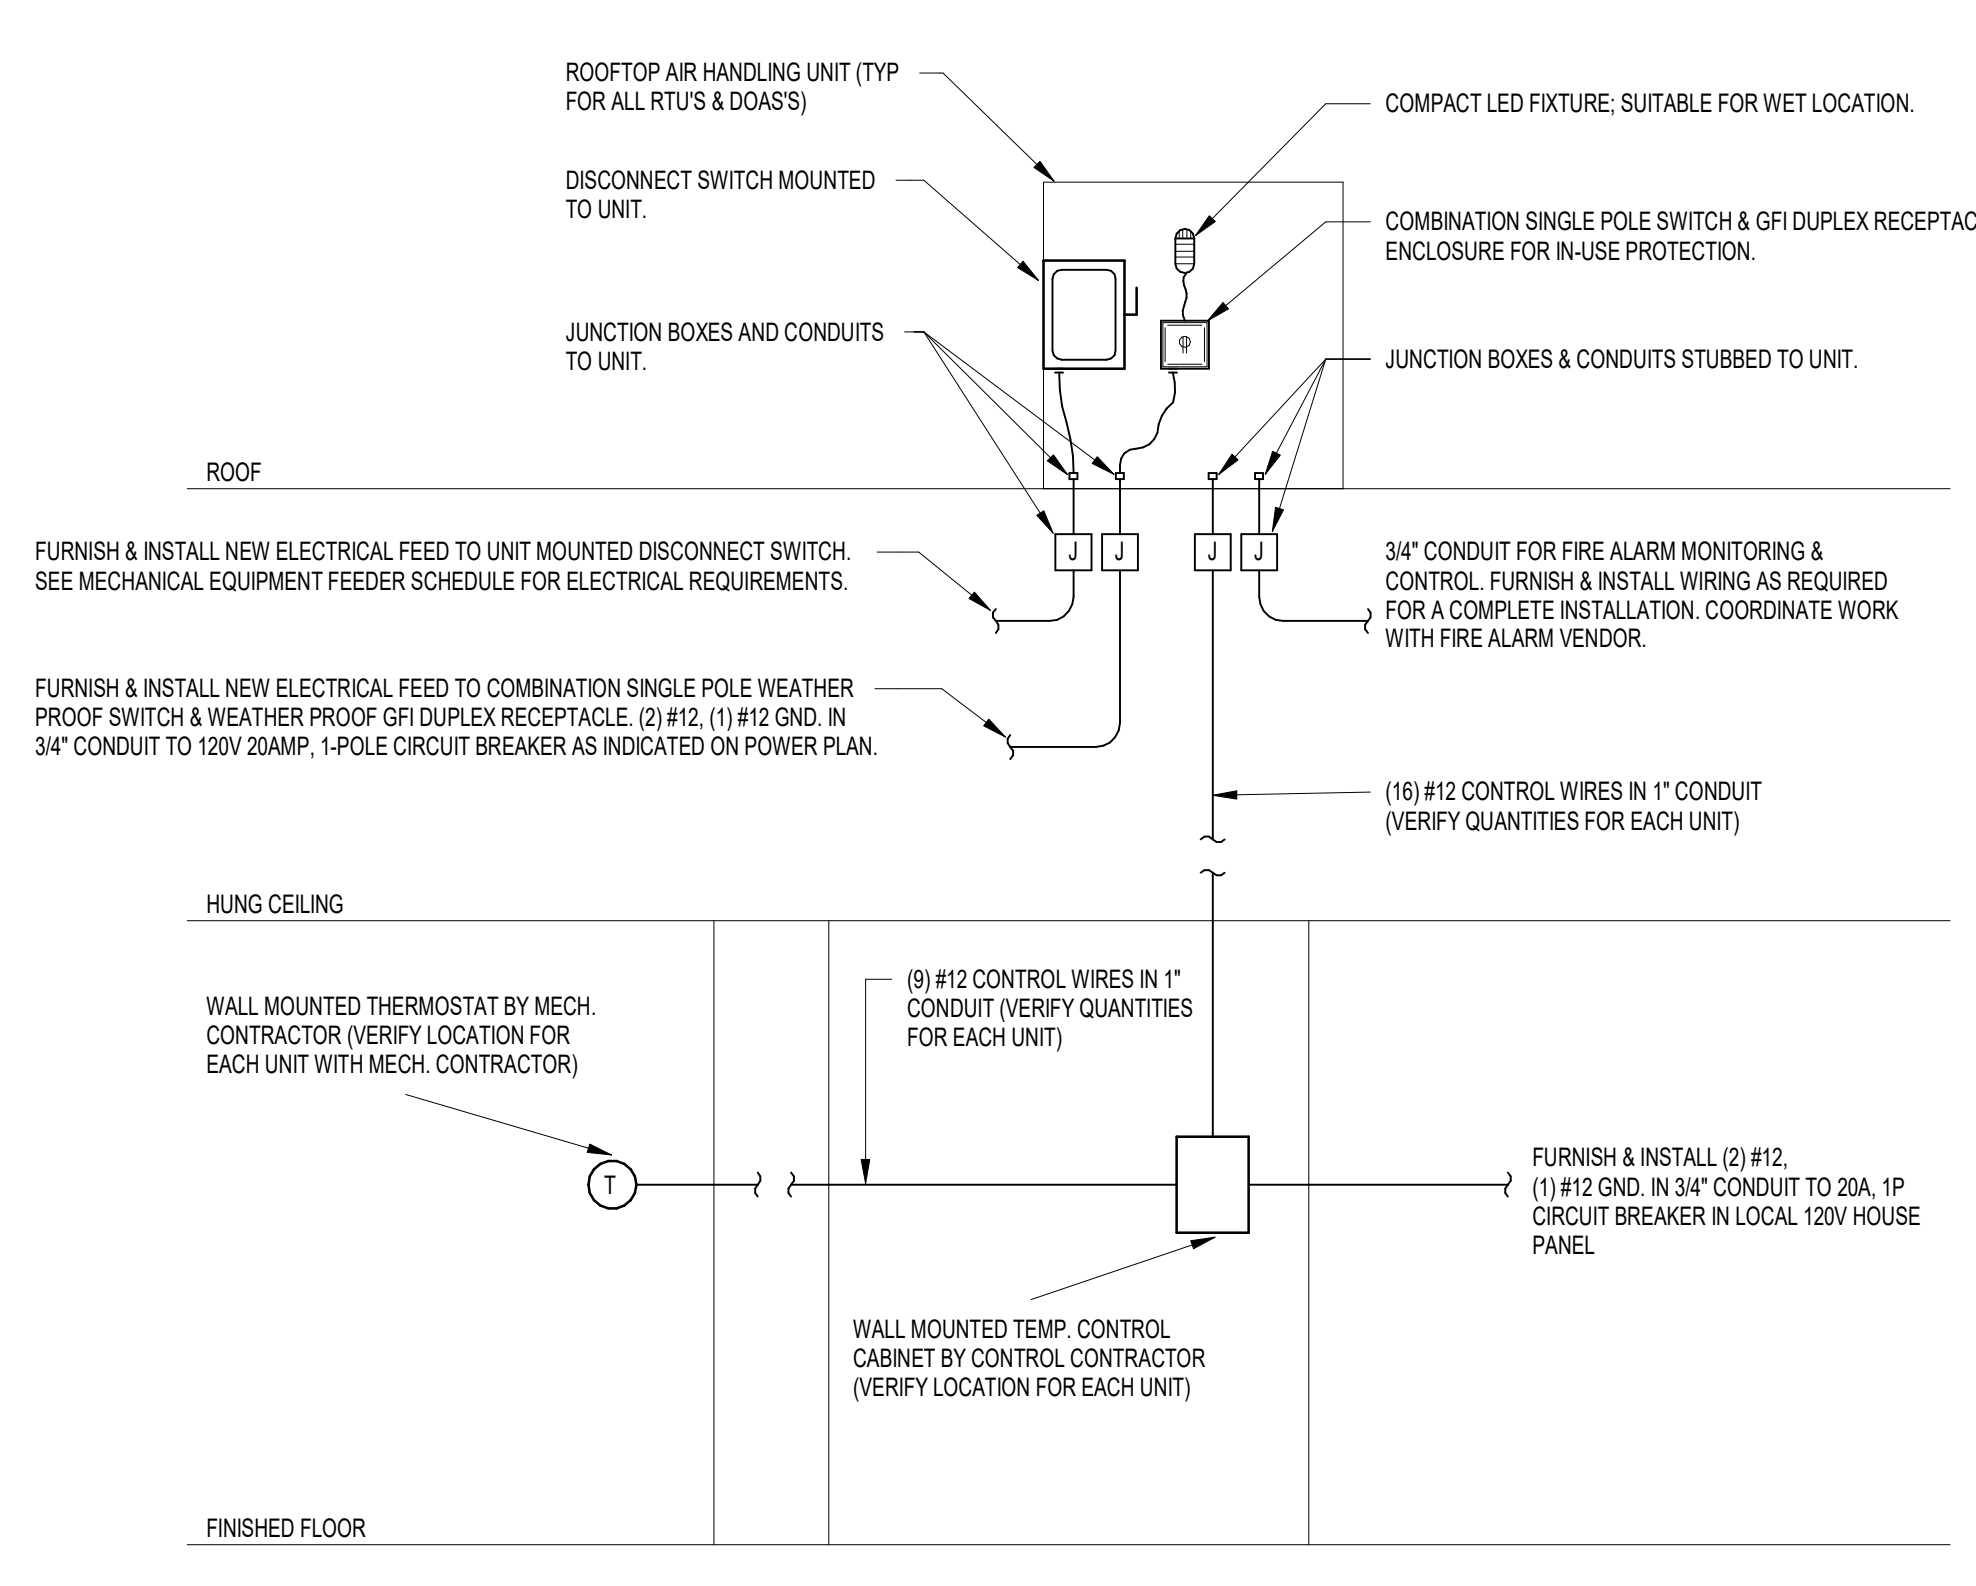 ROOFTOP AIR HANDLING UNIT (TYP
FOR ALL RTU'S & DOAS'S)
COMPACT LED FIXTURE; SUITABLE FOR WET LOCATION.
DISCONNECT SWITCH MOUNTED
TO UNIT.
COMBINATION SINGLE POLE SWITCH & GFI DUPLEX RECEPTAC
ENCLOSURE FOR IN-USE PROTECTION.
JUNCTION BOXES AND CONDUITS
TO UNIT.
JUNCTION BOXES & CONDUITS STUBBED TO UNIT.
ROOF
FURNISH & INSTALL NEW ELECTRICAL FEED TO UNIT MOUNTED DISCONNECT SWITCH.
SEE MECHANICAL EQUIPMENT FEEDER SCHEDULE FOR ELECTRICAL REQUIREMENTS.
J J J J
3/4" CONDUIT FOR FIRE ALARM MONITORING &
CONTROL. FURNISH & INSTALL WIRING AS REQUIRED
FOR A COMPLETE INSTALLATION. COORDINATE WORK
WITH FIRE ALARM VENDOR.
FURNISH & INSTALL NEW ELECTRICAL FEED TO COMBINATION SINGLE POLE WEATHER
PROOF SWITCH & WEATHER PROOF GFI DUPLEX RECEPTACLE. (2) #12, (1) #12 GND. IN
3/4" CONDUIT TO 120V 20AMP, 1-POLE CIRCUIT BREAKER AS INDICATED ON POWER PLAN.
(16) #12 CONTROL WIRES IN 1" CONDUIT
(VERIFY QUANTITIES FOR EACH UNIT)
HUNG CEILING
(9) #12 CONTROL WIRES IN 1"
CONDUIT (VERIFY QUANTITIES
FOR EACH UNIT)
WALL MOUNTED THERMOSTAT BY MECH.
CONTRACTOR (VERIFY LOCATION FOR
EACH UNIT WITH MECH. CONTRACTOR)
T
FURNISH & INSTALL (2) #12,
(1) #12 GND. IN 3/4" CONDUIT TO 20A, 1P
CIRCUIT BREAKER IN LOCAL 120V HOUSE
PANEL
WALL MOUNTED TEMP. CONTROL
CABINET BY CONTROL CONTRACTOR
(VERIFY LOCATION FOR EACH UNIT)
FINISHED FLOOR